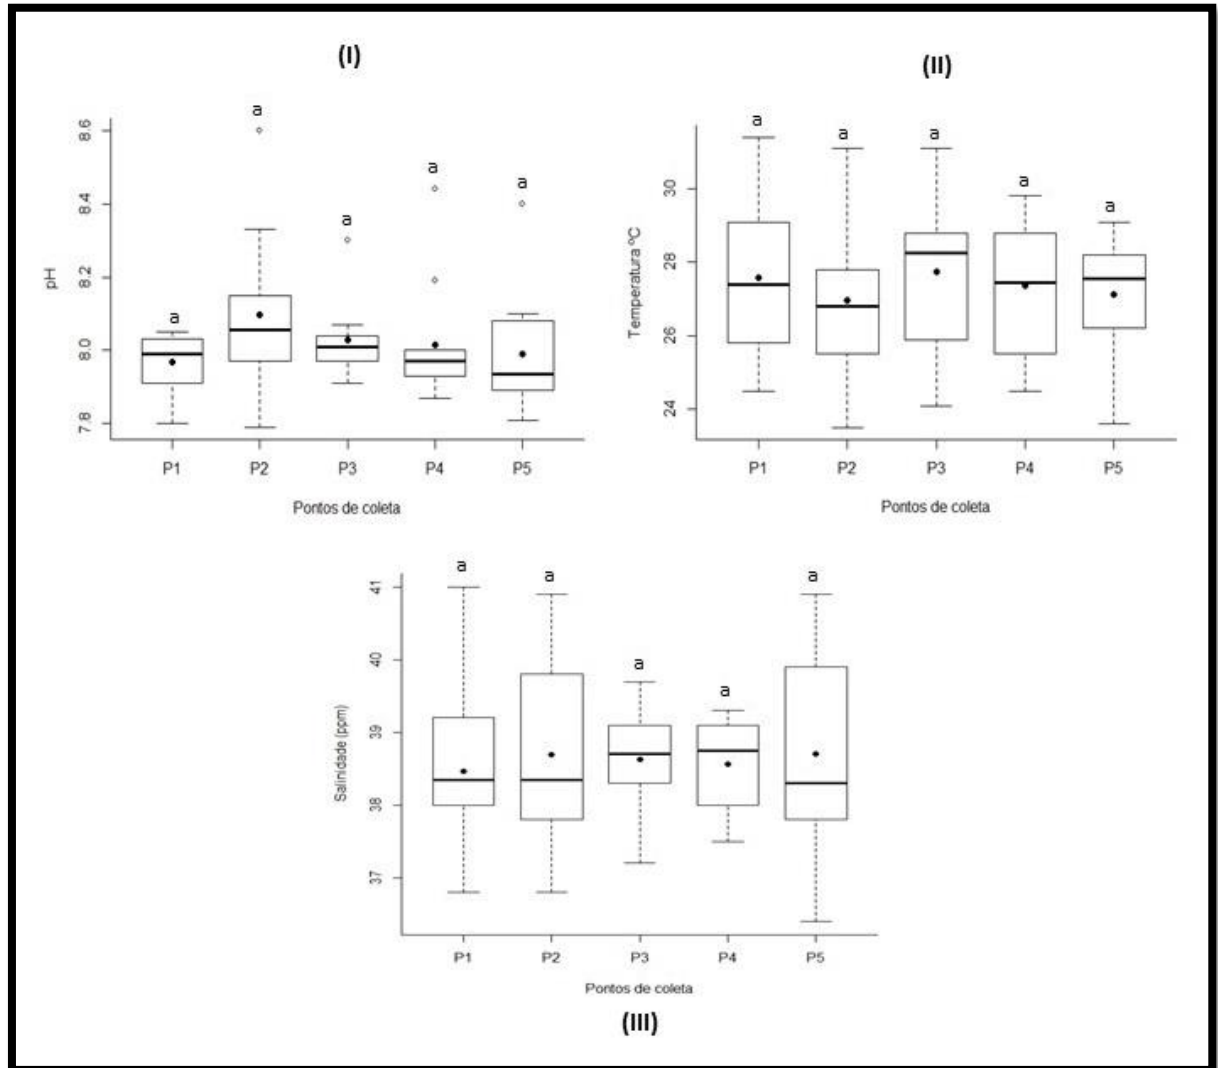 (I)
a
a
a
a
a
pH
8.6
8.4
8.2
8.0
7.8
P1 P2 P3 P4 P5
Pontos de coleta
(II)
a
a
a
a
a
Temperatura ºC
30
28
26
24
P1 P2 P3 P4 P5
Pontos de coleta
a
a
a
a
a
Salinidade (ppm)
41
40
39
38
37
P1 P2 P3 P4 P5
Pontos de coleta
(III)